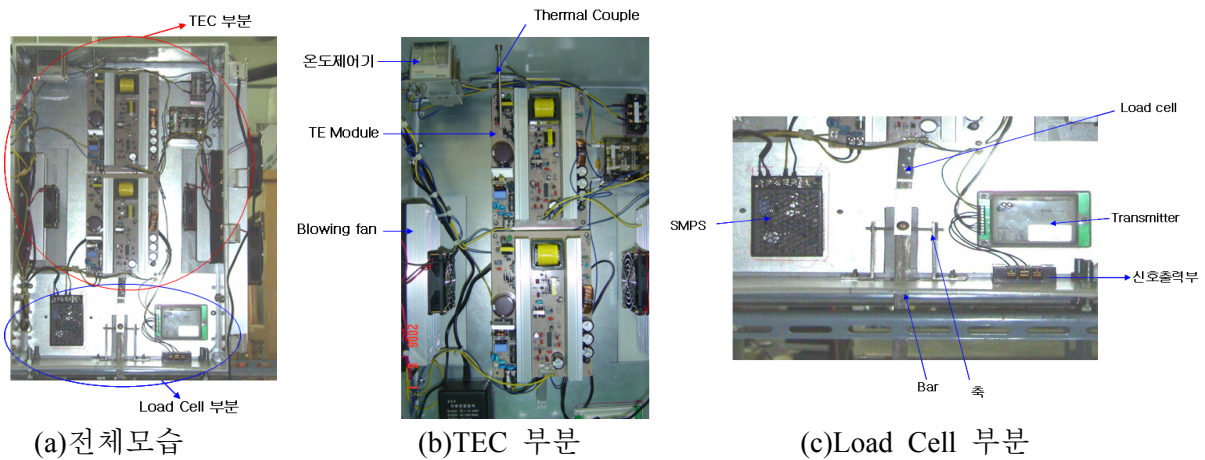 TEC 부분
Load Cell 부분
(a)전체모습
Thermal Couple
온도제어기
TE Module
Blowing fan
2008
(b)TEC 부분
Load cell
SMPS
Transmitter
신호출력부
Bar
축
(c)Load Cell 부분